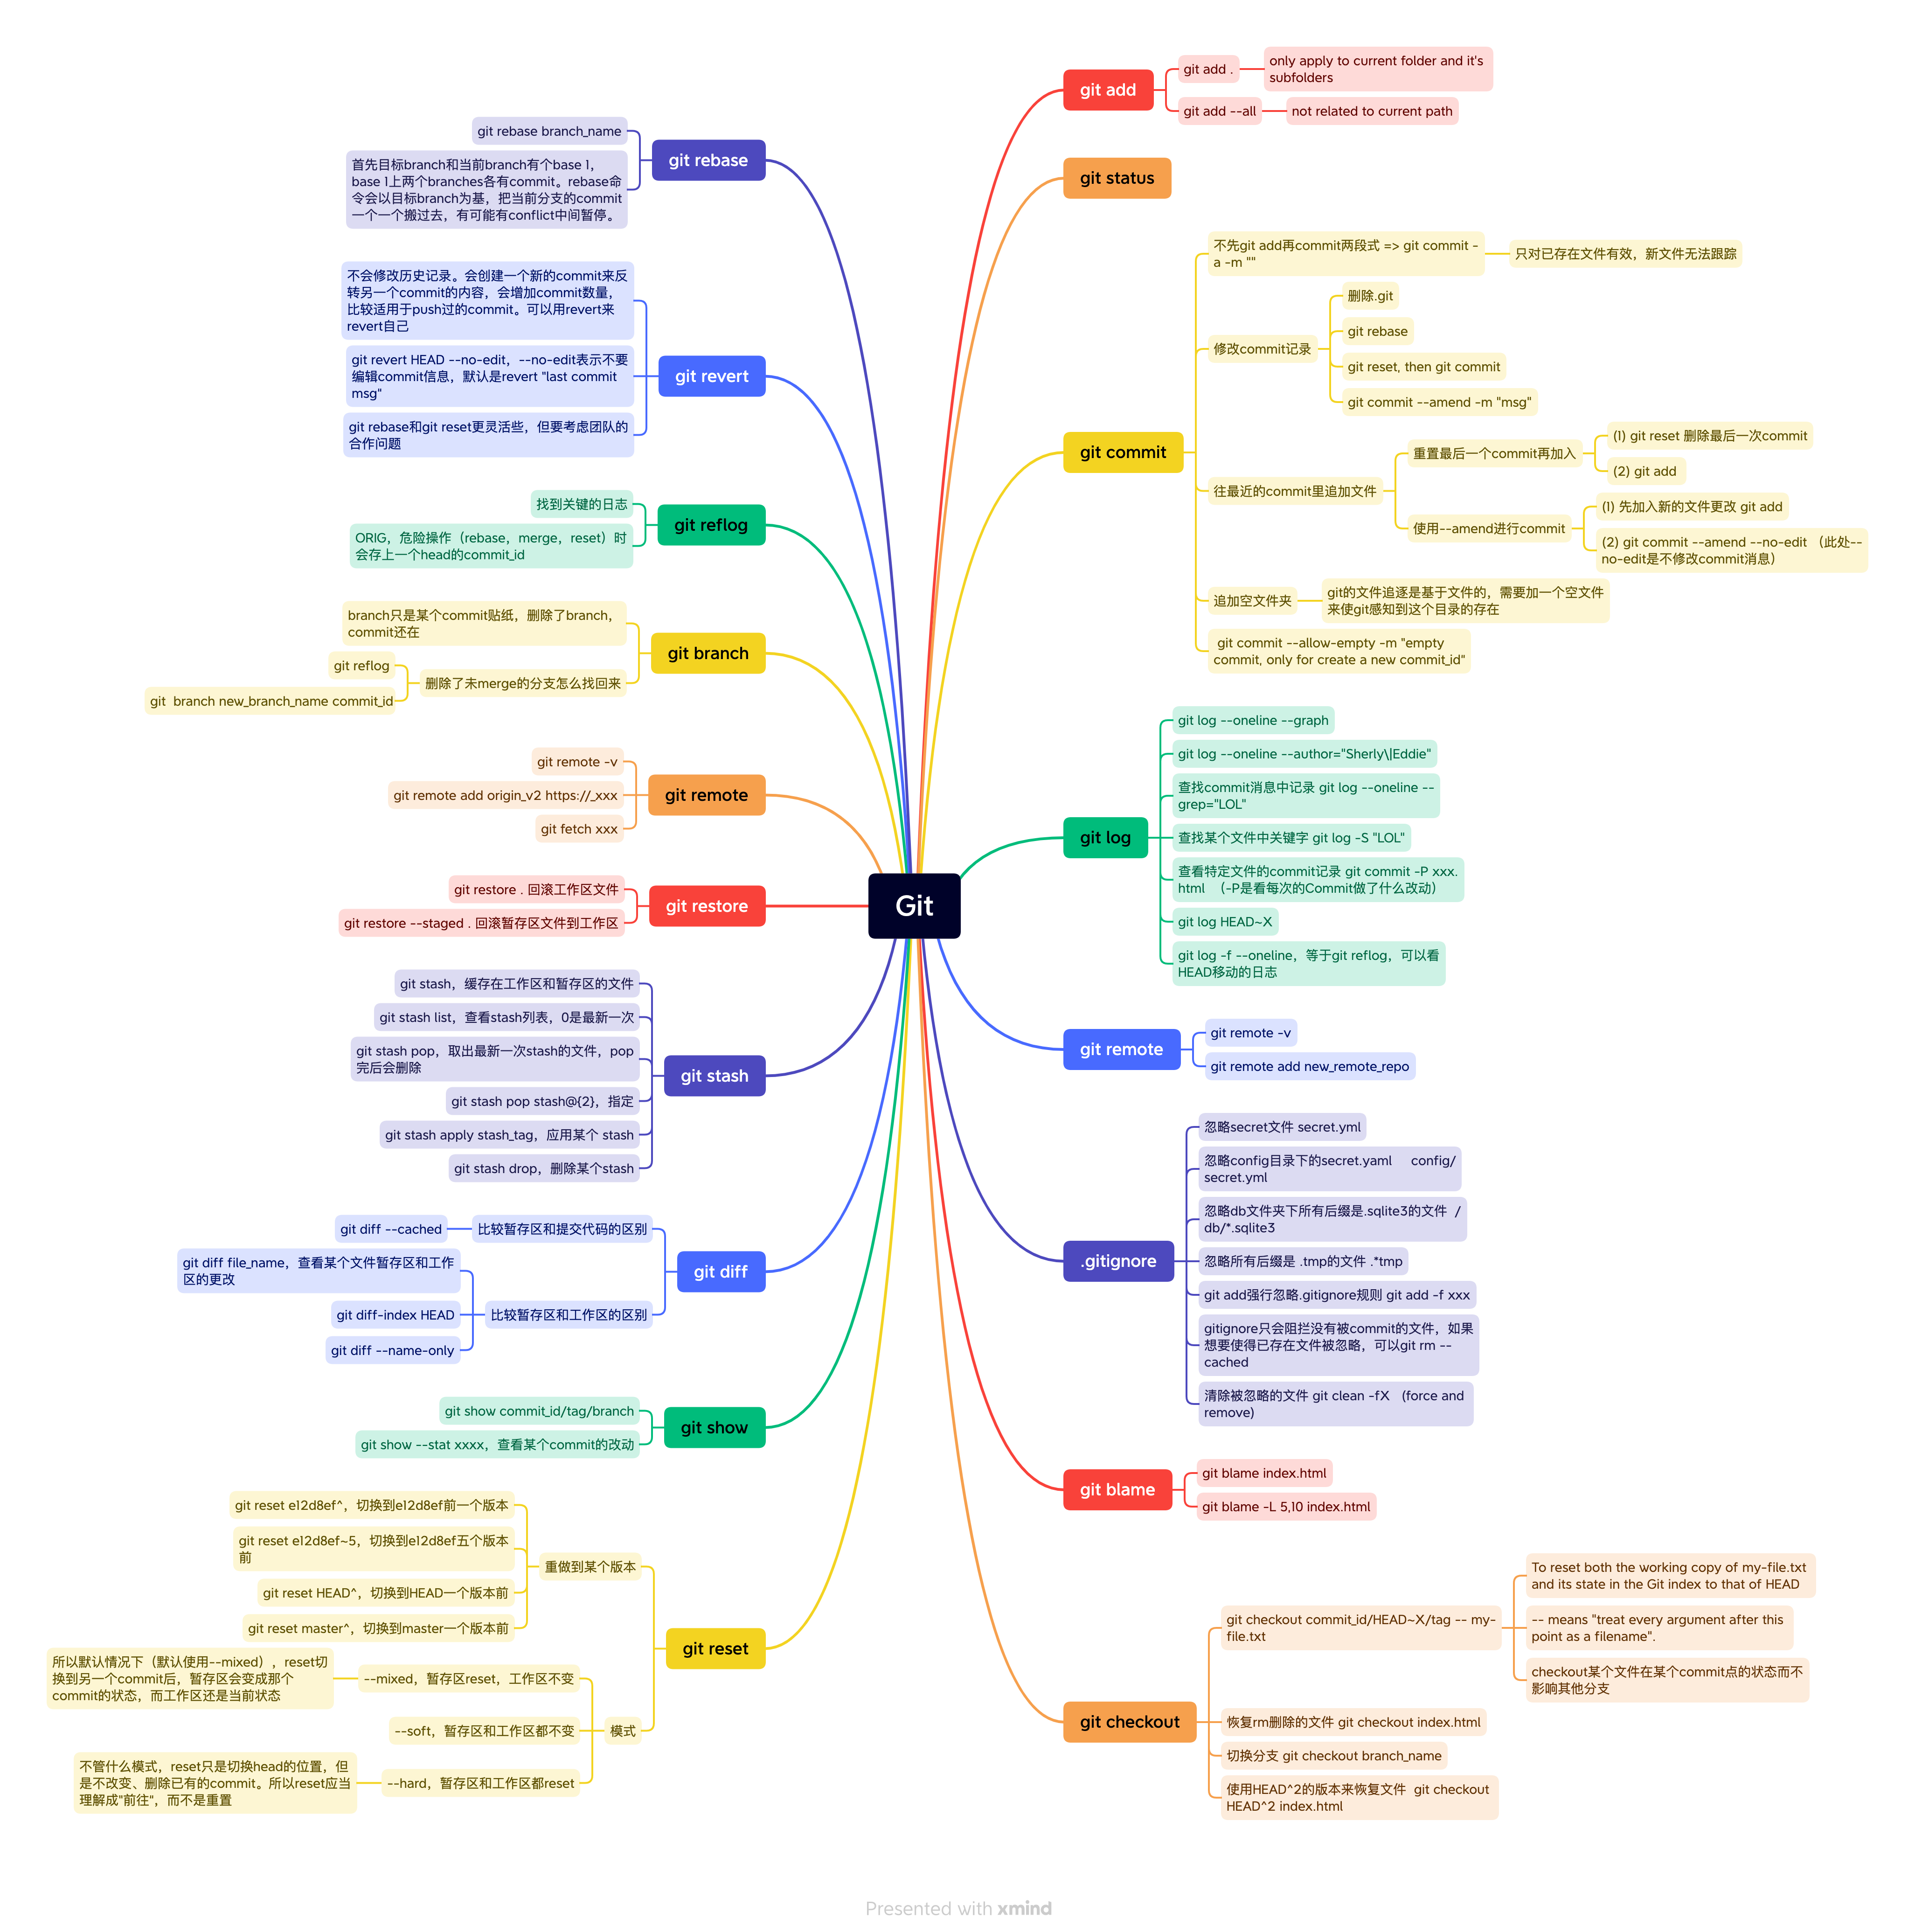 Git
git add
git add .
only apply to current folder and it's
subfolders
git add --all
not related to current path
git status
git commit
不先git add再commit两段式 => git commit -
a -m ""
只对已存在文件有效，新文件无法跟踪
修改commit记录
删除.git
git rebase
git reset, then git commit
git commit --amend -m "msg"
往最近的commit里追加文件
重置最后一个commit再加入
(1) git reset 删除最后一次commit
(2) git add
使用--amend进行commit
(1) 先加入新的文件更改 git add
(2) git commit --amend --no-edit （此处--
no-edit是不修改commit消息）
追加空文件夹
git的文件追逐是基于文件的，需要加一个空文件
来使git感知到这个目录的存在
git commit --allow-empty -m "empty
commit, only for create a new commit_id"
git log
git log --oneline --graph
git log --oneline --author="Sherly\|Eddie"
查找commit消息中记录 git log --oneline --
grep="LOL"
查找某个文件中关键字 git log -S "LOL"
查看特定文件的commit记录 git commit -P xxx.
html （-P是看每次的Commit做了什么改动）
git log HEAD~X
git log -f --oneline，等于git reflog，可以看
HEAD移动的日志
git remote
git remote -v
git remote add new_remote_repo
.gitignore
忽略secret文件 secret.yml
忽略config目录下的secret.yaml config/
secret.yml
忽略db文件夹下所有后缀是.sqlite3的文件 /
db/*.sqlite3
忽略所有后缀是 .tmp的文件 .*tmp
git add强行忽略.gitignore规则 git add -f xxx
gitignore只会阻拦没有被commit的文件，如果
想要使得已存在文件被忽略，可以git rm --
cached
清除被忽略的文件 git clean -fX (force and
remove)
git blame
git blame index.html
git blame -L 5,10 index.html
git checkout
git checkout commit_id/HEAD~X/tag -- my-
file.txt
To reset both the working copy of my-file.txt
and its state in the Git index to that of HEAD
-- means "treat every argument after this
point as a filename".
checkout某个文件在某个commit点的状态而不
影响其他分支
恢复rm删除的文件 git checkout index.html
切换分支 git checkout branch_name
使用HEAD^2的版本来恢复文件 git checkout
HEAD^2 index.html
git rebase
git rebase branch_name
首先目标branch和当前branch有个base 1，
base 1上两个branches各有commit。rebase命
令会以目标branch为基，把当前分支的commit
一个一个搬过去，有可能有conflict中间暂停。
git revert
不会修改历史记录。会创建一个新的commit来反
转另一个commit的内容，会增加commit数量，
比较适用于push过的commit。可以用revert来
revert自己
git revert HEAD --no-edit，--no-edit表示不要
编辑commit信息，默认是revert "last commit
msg"
git rebase和git reset更灵活些，但要考虑团队的
合作问题
git reflog
找到关键的日志
ORIG，危险操作（rebase，merge，reset）时
会存上一个head的commit_id
git branch
branch只是某个commit贴纸，删除了branch，
commit还在
删除了未merge的分支怎么找回来
git reflog
git branch new_branch_name commit_id
git remote
git remote -v
git remote add origin_v2 https://_xxx
git fetch xxx
git restore
git restore . 回滚工作区文件
git restore --staged . 回滚暂存区文件到工作区
git stash
git stash，缓存在工作区和暂存区的文件
git stash list，查看stash列表，0是最新一次
git stash pop，取出最新一次stash的文件，pop
完后会删除
git stash pop stash@{2}，指定
git stash apply stash_tag，应用某个 stash
git stash drop，删除某个stash
git diff
比较暂存区和提交代码的区别
git diff --cached
比较暂存区和工作区的区别
git diff file_name，查看某个文件暂存区和工作
区的更改
git diff-index HEAD
git diff --name-only
git show
git show commit_id/tag/branch
git show --stat xxxx，查看某个commit的改动
git reset
重做到某个版本
git reset e12d8ef^，切换到e12d8ef前一个版本
git reset e12d8ef~5，切换到e12d8ef五个版本
前
git reset HEAD^，切换到HEAD一个版本前
git reset master^，切换到master一个版本前
模式
--mixed，暂存区reset，工作区不变
所以默认情况下（默认使用--mixed），reset切
换到另一个commit后，暂存区会变成那个
commit的状态，而工作区还是当前状态
--soft，暂存区和工作区都不变
--hard，暂存区和工作区都reset
不管什么模式，reset只是切换head的位置，但
是不改变、删除已有的commit。所以reset应当
理解成"前往"，而不是重置
Presented with xmind